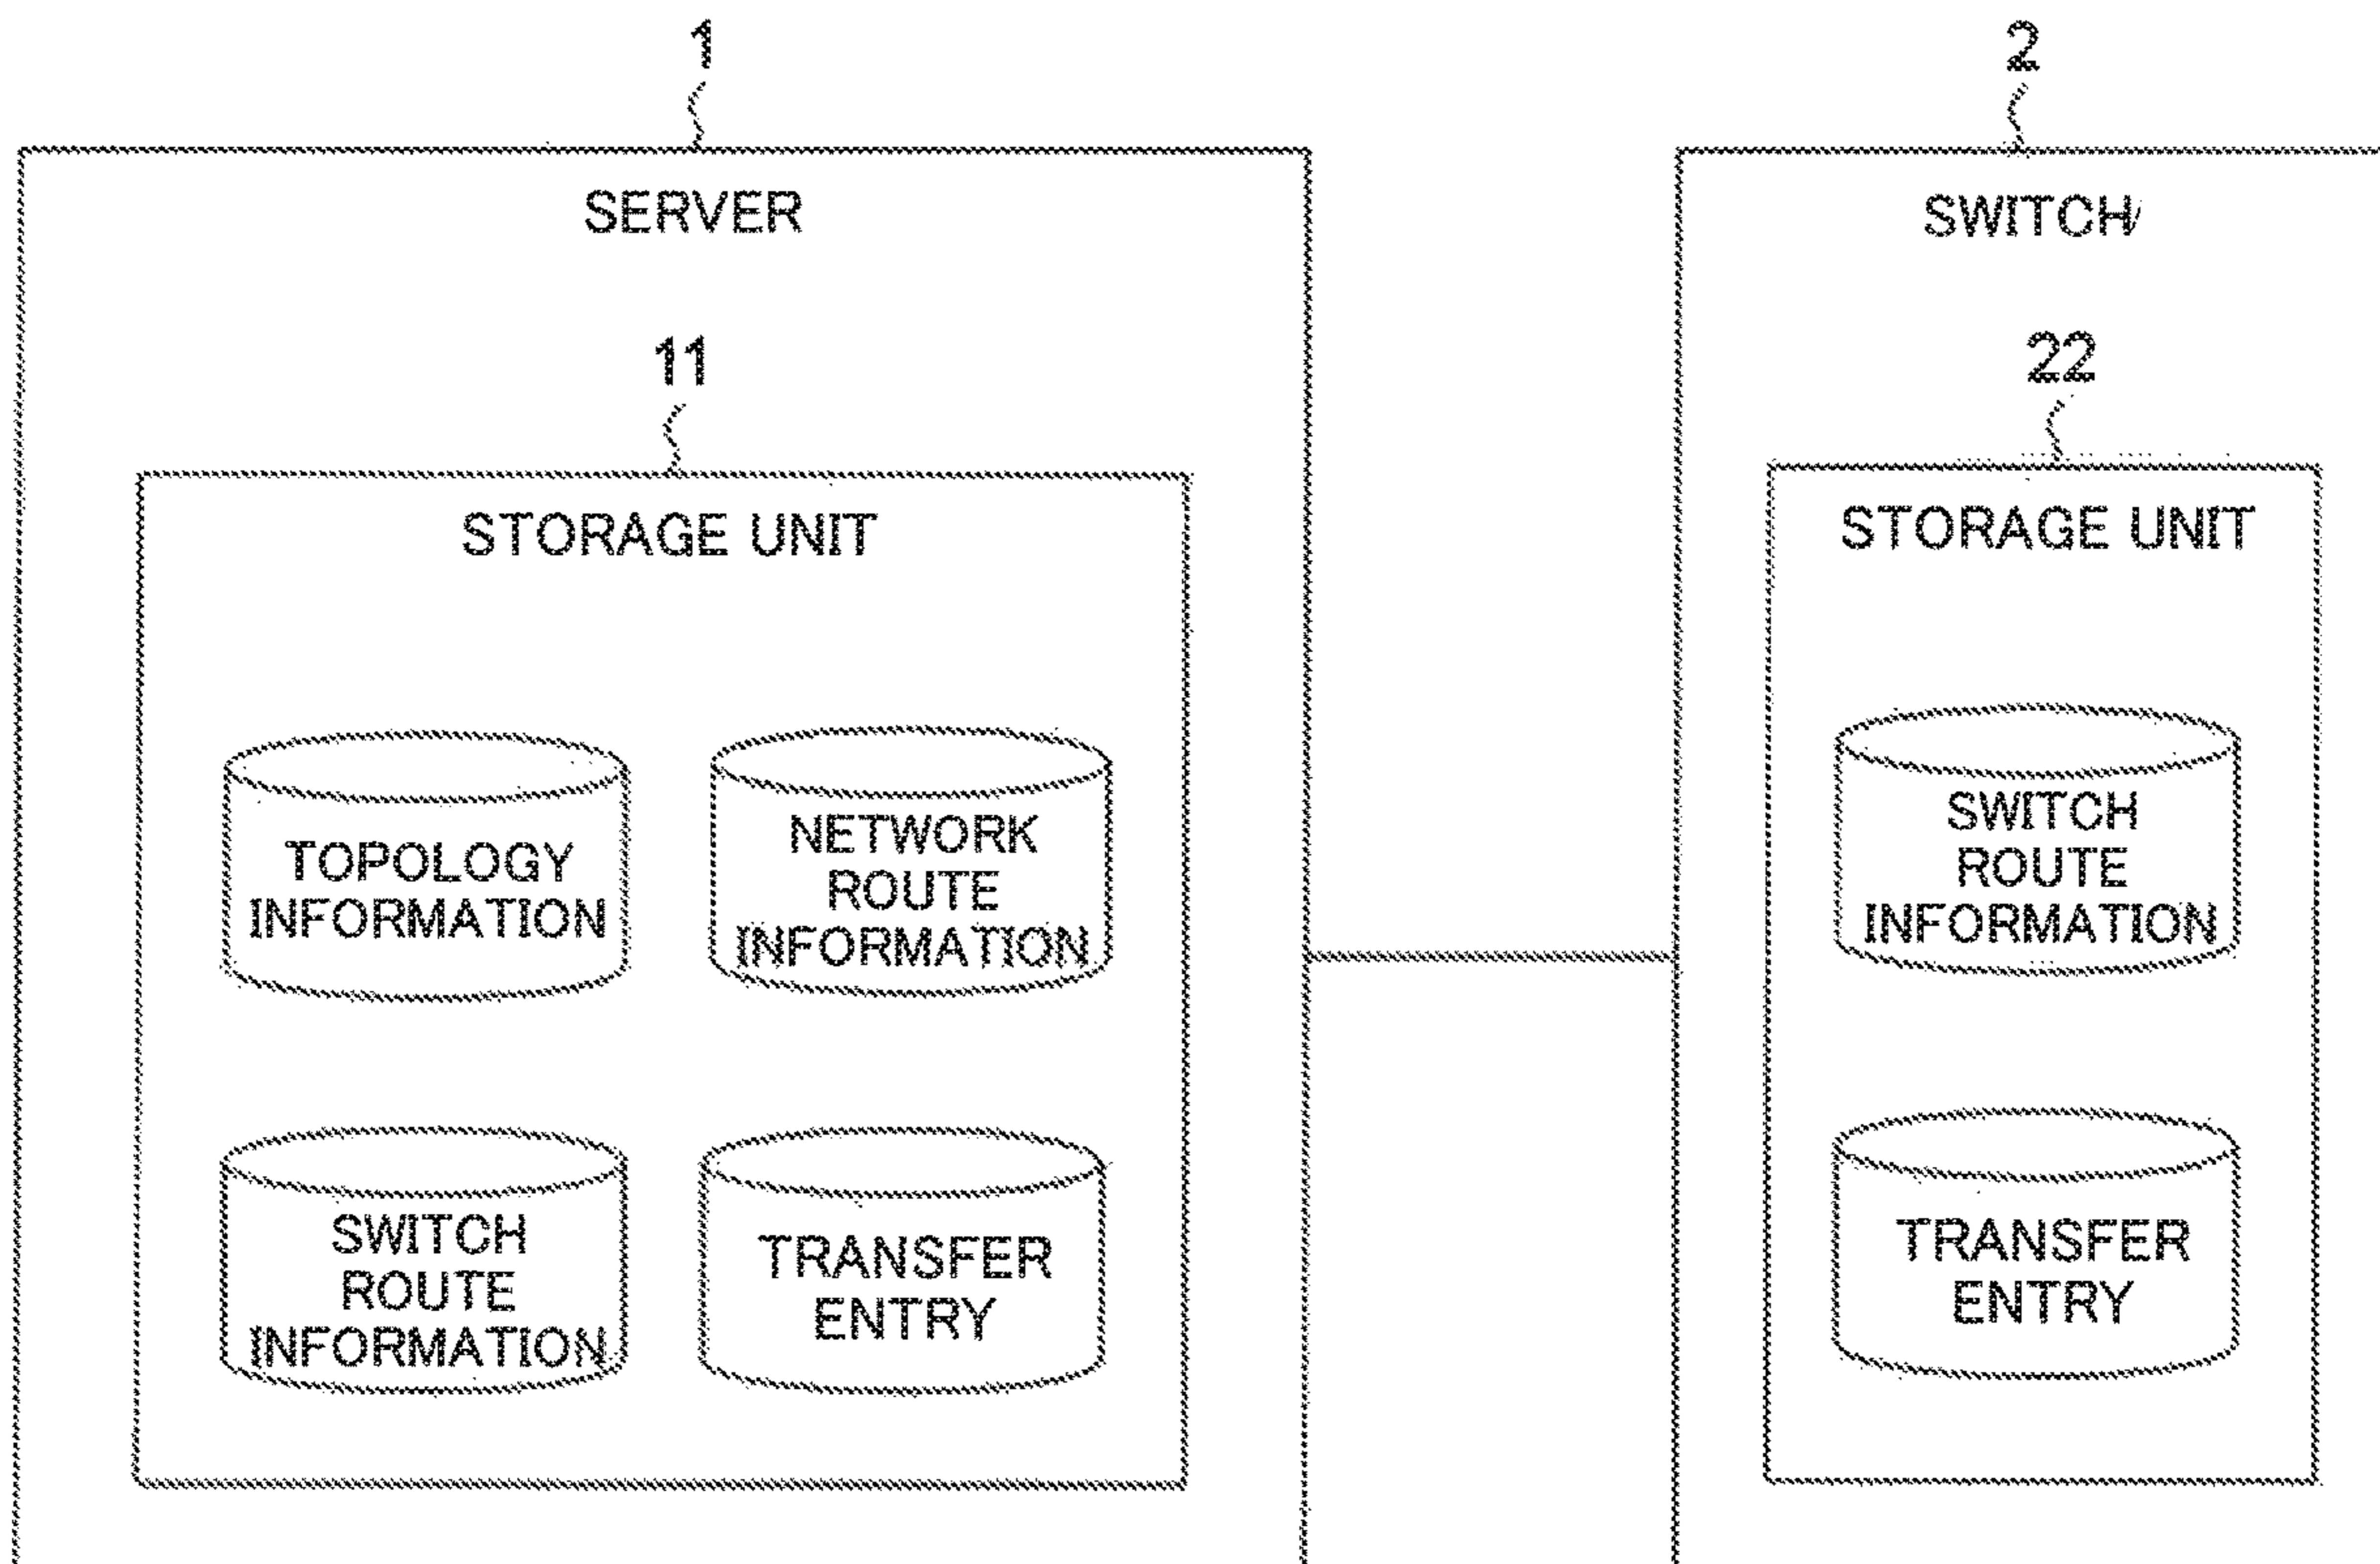 1
2
SERVER
SWITCH
11
22
STORAGE UNIT
STORAGE UNIT
TOPOLOGY
INFORMATION
NETWORK
ROUTE
INFORMATION
SWITCH
ROUTE
INFORMATION
SWITCH
ROUTE
INFORMATION
TRANSFER
ENTRY
TRANSFER
ENTRY